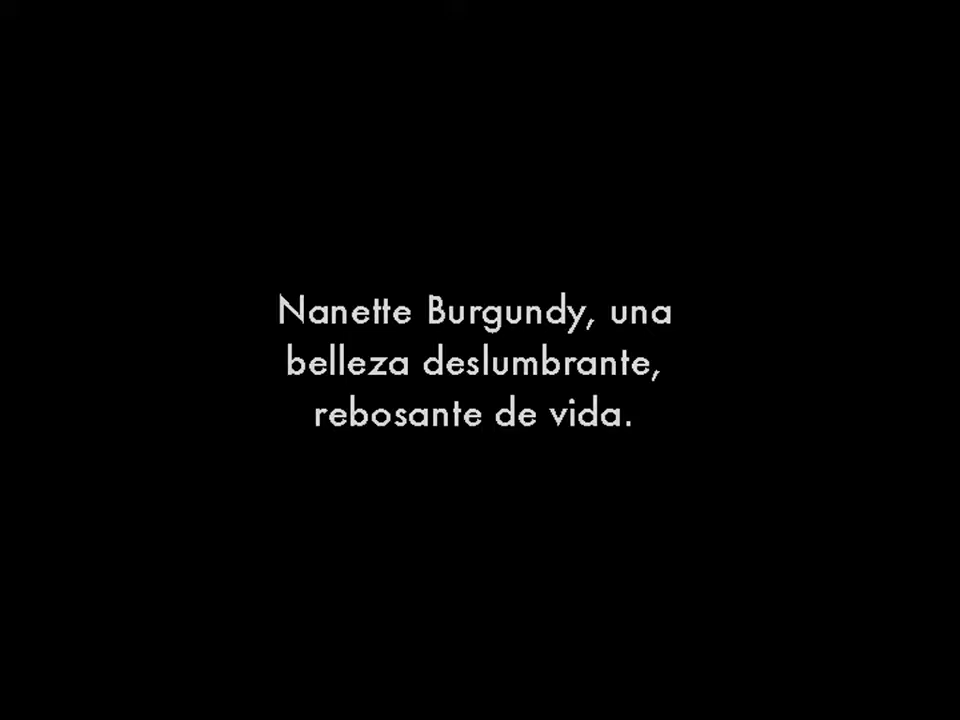 Nanette Burgundy, una
belleza deslumbrante,
rebosante de vida.